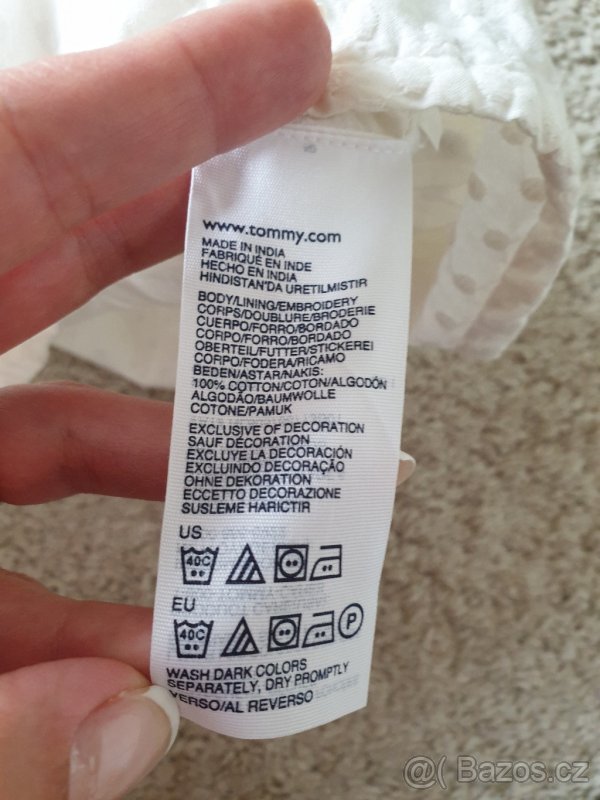 www.tommy.com
MADE IN INDIA
FABRIQUÉ EN INDE
HECHO EN INDIA
HINDISTAN'DA URETILMISTIR
BODY/LINING/EMBROIDERY
CORPS/DOUBLURE/BRODERIE
CUERPO/FORRO/BORDADO
CORPO/FORRO/BORDADO
OBERTEIL/FUTTER/STICKEREI
CORPO/FODERA/RICAMO
BEDEN/ASTAR/NAKIS:
100% COTTON/COTON/ALGODÓN
ALGODÃO/BAUMWOLLE
COTONE/PAMUK
EXCLUSIVE OF DECORATION
SAUF DÉCORATION
EXCLUYE LA DECORACIÓN
EXCLUINDO DECORAÇÃO
OHNE DEKORATION
ECCETTO DECORAZIONE
SUSLEME HARICTIR
US
40C
EU
40C P
WASH DARK COLORS
SEPARATELY, DRY PROMPTLY
VERSO/AL REVERSO
Bazos.cz